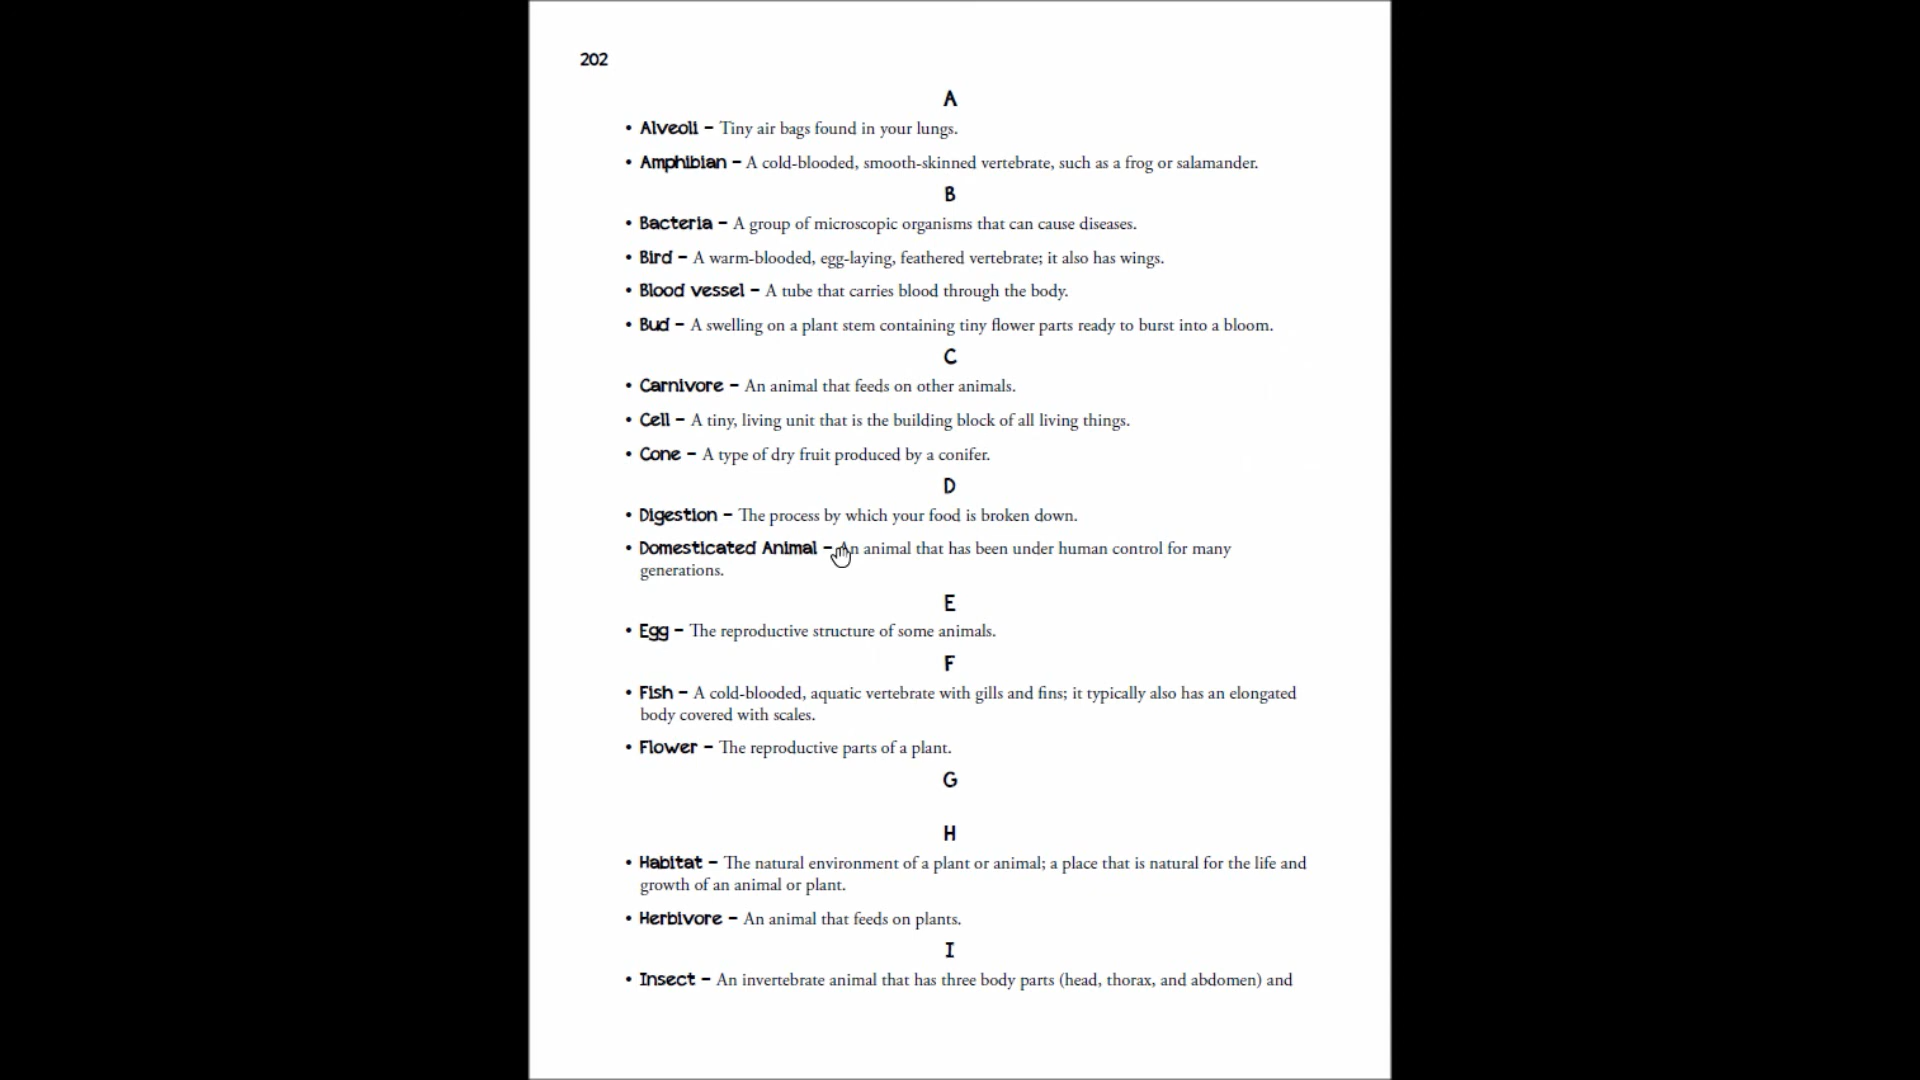 202
A
• Alveoli – Tiny air bags found in your lungs.
• Amphibian – A cold-blooded, smooth-skinned vertebrate, such as a frog or salamander.
B
• Bacteria – A group of microscopic organisms that can cause diseases.
• Bird – A warm-blooded, egg-laying, feathered vertebrate; it also has wings.
• Blood vessel – A tube that carries blood through the body.
• Bud – A swelling on a plant stem containing tiny flower parts ready to burst into a bloom.
C
• Carnivore – An animal that feeds on other animals.
• Cell – A tiny, living unit that is the building block of all living things.
• Cone – A type of dry fruit produced by a conifer.
D
• Digestion – The process by which your food is broken down.
• Domesticated Animal – An animal that has been under human control for many
generations.
E
• Egg – The reproductive structure of some animals.
F
• Fish – A cold-blooded, aquatic vertebrate with gills and fins; it typically also has an elongated
body covered with scales.
• Flower – The reproductive parts of a plant.
G
H
• Habitat – The natural environment of a plant or animal; a place that is natural for the life and
growth of an animal or plant.
• Herbivore – An animal that feeds on plants.
I
• Insect – An invertebrate animal that has three body parts (head, thorax, and abdomen) and